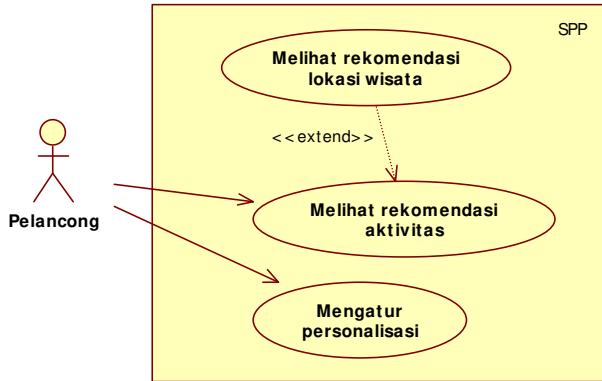 SPP
Melihat rekomendasi
lokasi wisata
<<extend>>
Pelancong
Melihat rekomendasi
aktivitas
Mengatur
personalisasi